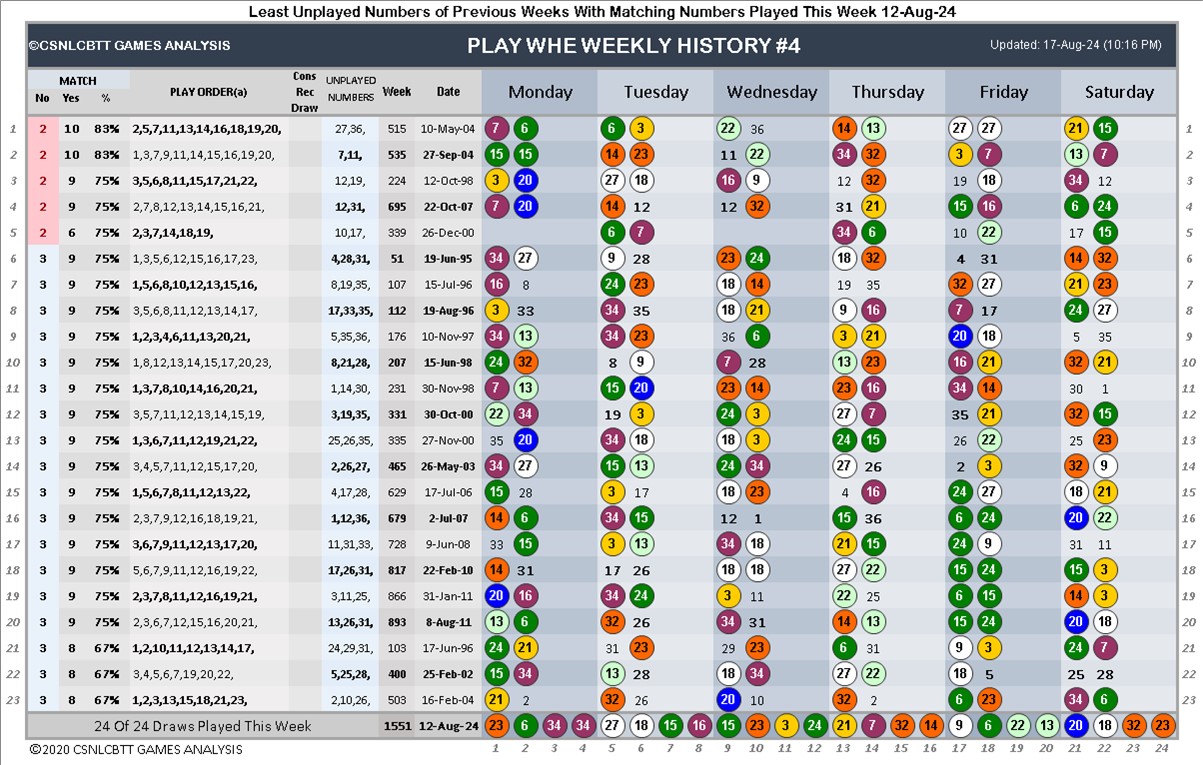 Least Unplayed Numbers of Previous Weeks With Matching Numbers Played This Week 12-Aug-24
©CSNLCBTT GAMES ANALYSIS PLAY WHE WEEKLY HISTORY #4 Updated: 17-Aug-24 (10:16 PM)
MATCH No Yes % PLAY ORDER(a) Cons Rec Draw UNPLAYED NUMBERS Week Date Monday Tuesday Wednesday Thursday Friday Saturday
1 2 10 83% 2,5,7,11,13,14,16,18,19,20, 27,36, 515 10-May-04 7 6 6 3 22 36 14 13 27 27 21 15 1
2 2 10 83% 1,3,7,9,11,14,15,16,19,20, 7,11, 535 27-Sep-04 15 15 14 23 11 22 34 32 3 7 13 7 2
3 2 9 75% 3,5,6,8,11,15,17,21,22, 12,19, 224 12-Oct-98 3 20 27 18 16 9 12 32 19 18 34 12 3
4 2 9 75% 2,7,8,12,13,14,15,16,21, 12,31, 695 22-Oct-07 7 20 14 12 12 32 31 21 15 16 6 24 4
5 2 6 75% 2,3,7,14,18,19, 10,17, 339 26-Dec-00 6 7 34 6 10 22 17 15 5
6 3 9 75% 1,3,5,6,12,15,16,17,23, 4,28,31, 51 19-Jun-95 34 27 9 28 23 24 18 32 4 31 14 32 6
7 3 9 75% 1,5,6,8,10,12,13,15,16, 8,19,35, 107 15-Jul-96 16 8 24 23 18 14 19 35 32 27 21 23 7
8 3 9 75% 3,5,6,8,11,12,13,14,17, 17,33,35, 112 19-Aug-96 3 33 34 35 18 21 9 16 7 17 24 27 8
9 3 9 75% 1,2,3,4,6,11,13,20,21, 5,35,36, 176 10-Nov-97 34 13 34 23 36 6 3 21 20 18 5 35 9
10 3 9 75% 1,8,12,13,14,15,17,20,23, 8,21,28, 207 15-Jun-98 24 32 8 9 7 28 13 23 16 21 32 21 10
11 3 9 75% 1,3,7,8,10,14,16,20,21, 1,14,30, 231 30-Nov-98 7 13 15 20 23 14 23 16 34 14 30 1 11
12 3 9 75% 3,5,7,11,12,13,14,15,19, 3,19,35, 331 30-Oct-00 22 34 19 3 24 3 27 7 35 21 32 15 12
13 3 9 75% 1,3,6,7,11,12,19,21,22, 25,26,35, 335 27-Nov-00 35 20 34 18 18 3 24 15 26 22 25 23 13
14 3 9 75% 3,4,5,7,11,12,15,17,20, 2,26,27, 465 26-May-03 34 27 15 13 24 34 27 26 2 3 32 9 14
15 3 9 75% 1,5,6,7,8,11,12,13,22, 4,17,28, 629 17-Jul-06 15 28 3 17 18 23 4 16 24 27 18 21 15
16 3 9 75% 2,3,7,9,12,16,18,19,21, 1,12,36, 679 2-Jul-07 14 6 34 15 12 1 15 36 6 24 20 22 16
17 3 9 75% 3,6,7,9,11,12,13,17,20, 11,31,33, 728 9-Jun-08 33 15 3 13 34 18 21 15 24 9 31 11 17
18 3 9 75% 5,6,7,9,11,12,16,19,22, 17,26,31, 817 22-Feb-10 14 31 17 26 18 18 27 22 15 24 15 3 18
19 3 9 75% 2,3,7,8,11,12,16,19,21, 3,11,25, 866 31-Jan-11 20 16 34 24 3 11 22 25 6 15 14 3 19
20 3 9 75% 2,3,6,7,12,15,16,20,21, 13,26,31, 893 8-Aug-11 13 6 32 26 34 31 14 13 15 24 20 18 20
21 3 8 67% 1,2,10,11,12,13,14,17, 24,29,31, 103 17-Jun-96 24 21 31 23 29 23 6 31 9 3 24 7 21
22 3 8 67% 3,4,5,6,7,19,20,22, 5,25,28, 400 25-Feb-02 15 34 13 28 18 34 27 22 18 5 25 28 22
23 3 8 67% 1,2,3,13,15,18,21,23, 2,10,26, 503 16-Feb-04 21 2 32 26 20 10 32 2 6 23 34 6 23
24 Of 24 Draws Played This Week 1551 12-Aug-24 23 6 34 34 27 18 15 16 15 23 3 24 21 7 32 14 9 6 22 13 20 18 32 23
©2020 CSNLCBTT GAMES ANALYSIS 1 2 3 4 5 6 7 8 9 10 11 12 13 14 15 16 17 18 19 20 21 22 23 24